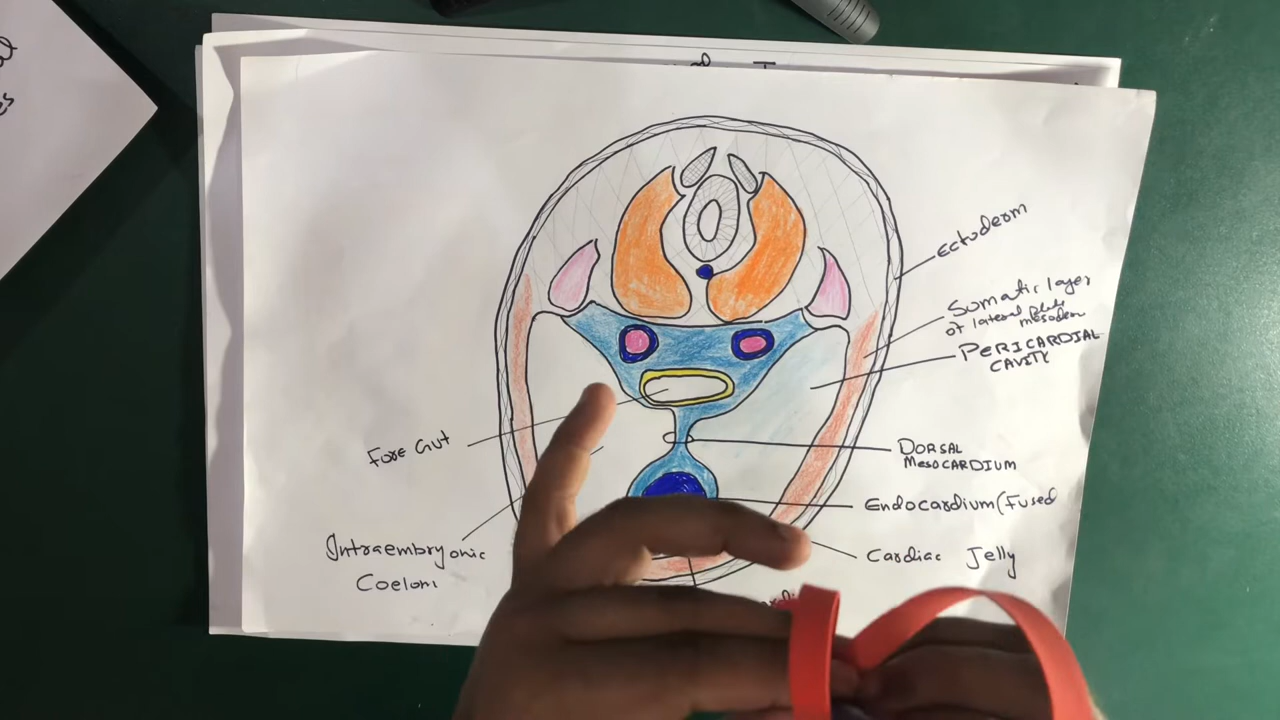 Ectoderm
Somatic layer
of lateral plate
mesoderm
PERICARDIAL
CAVITY
Fore Gut
DORSAL
MESOCARDIUM
Endocardium(Fused
Intraembryonic
Coelom
Cardiac Jelly